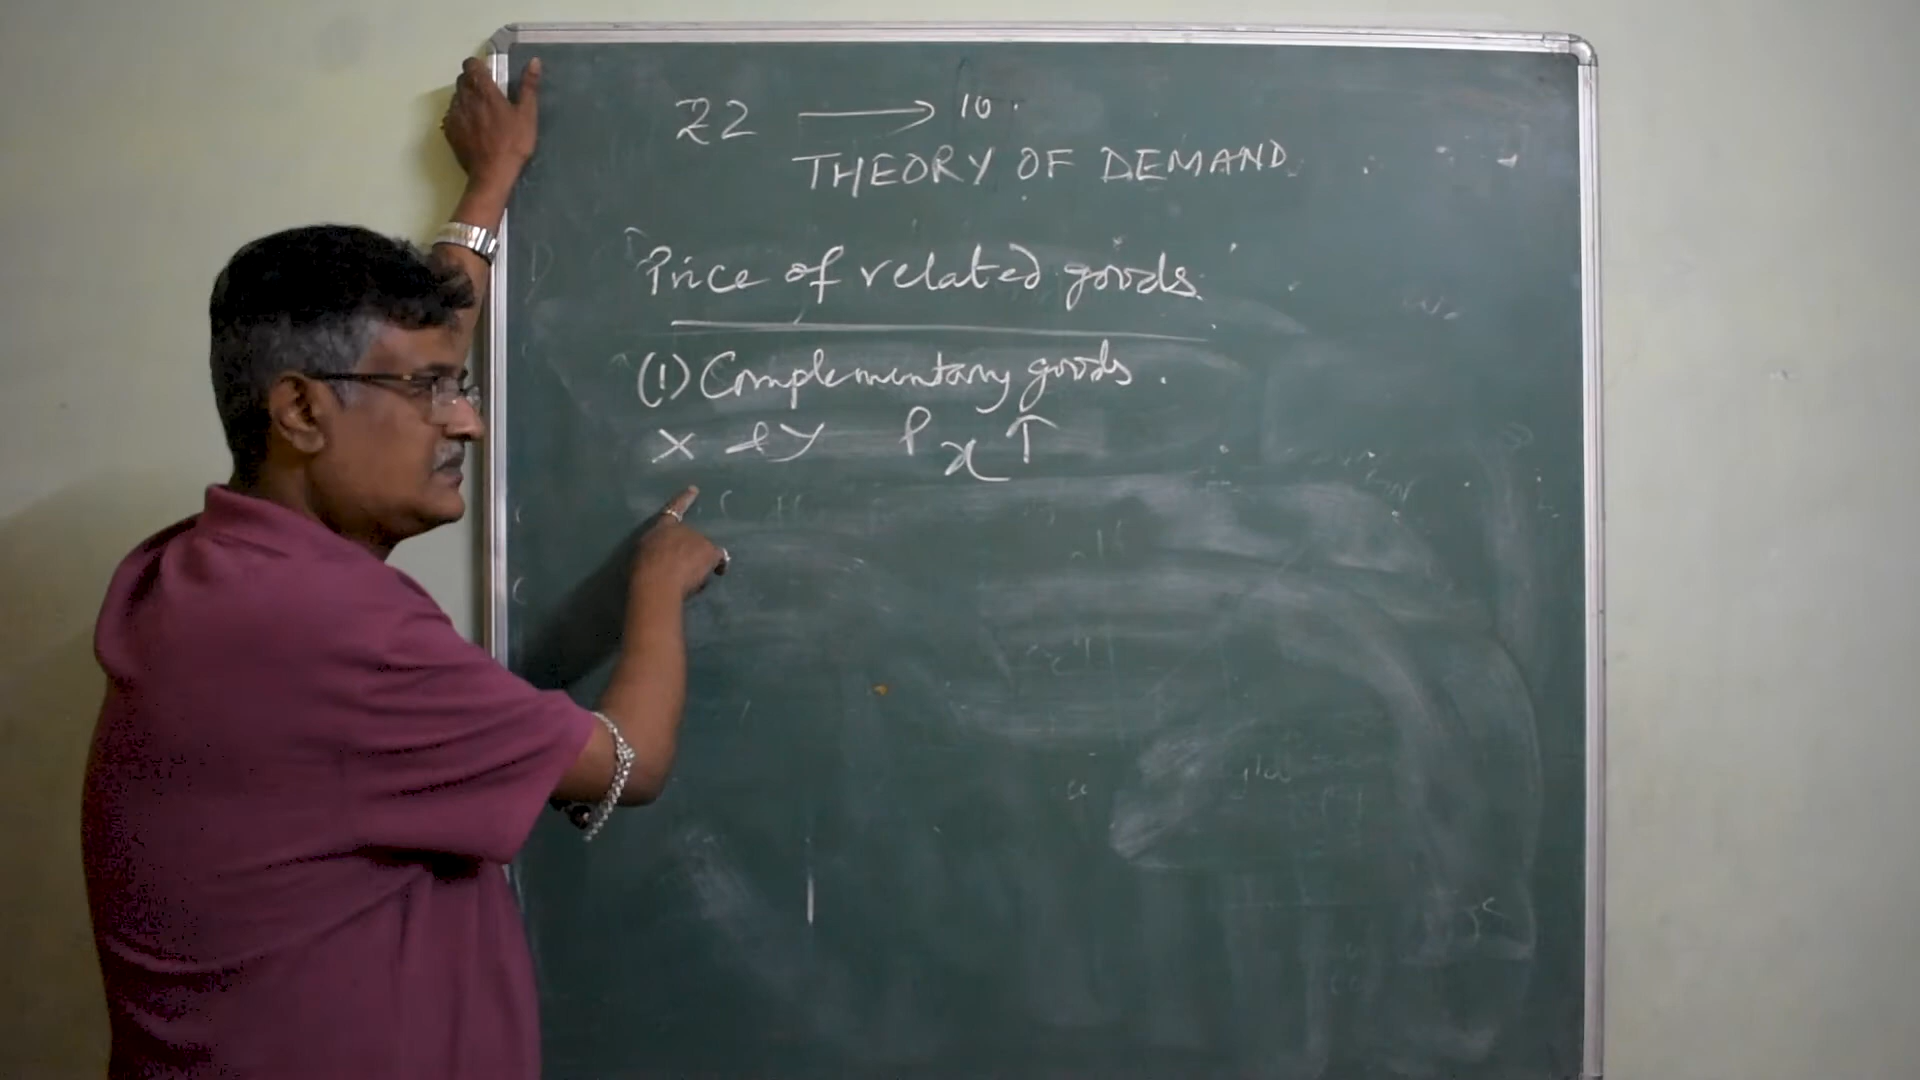 22 → 10.
THEORY OF DEMAND
Price of related goods.
(1) Complementary goods.
X & Y Px ↑